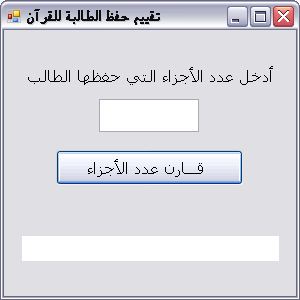 تقييم حفظ الطالبة للقرآن
أدخل عدد الأجزاء التي حفظها الطالب
قـــارن عدد الأجزاء